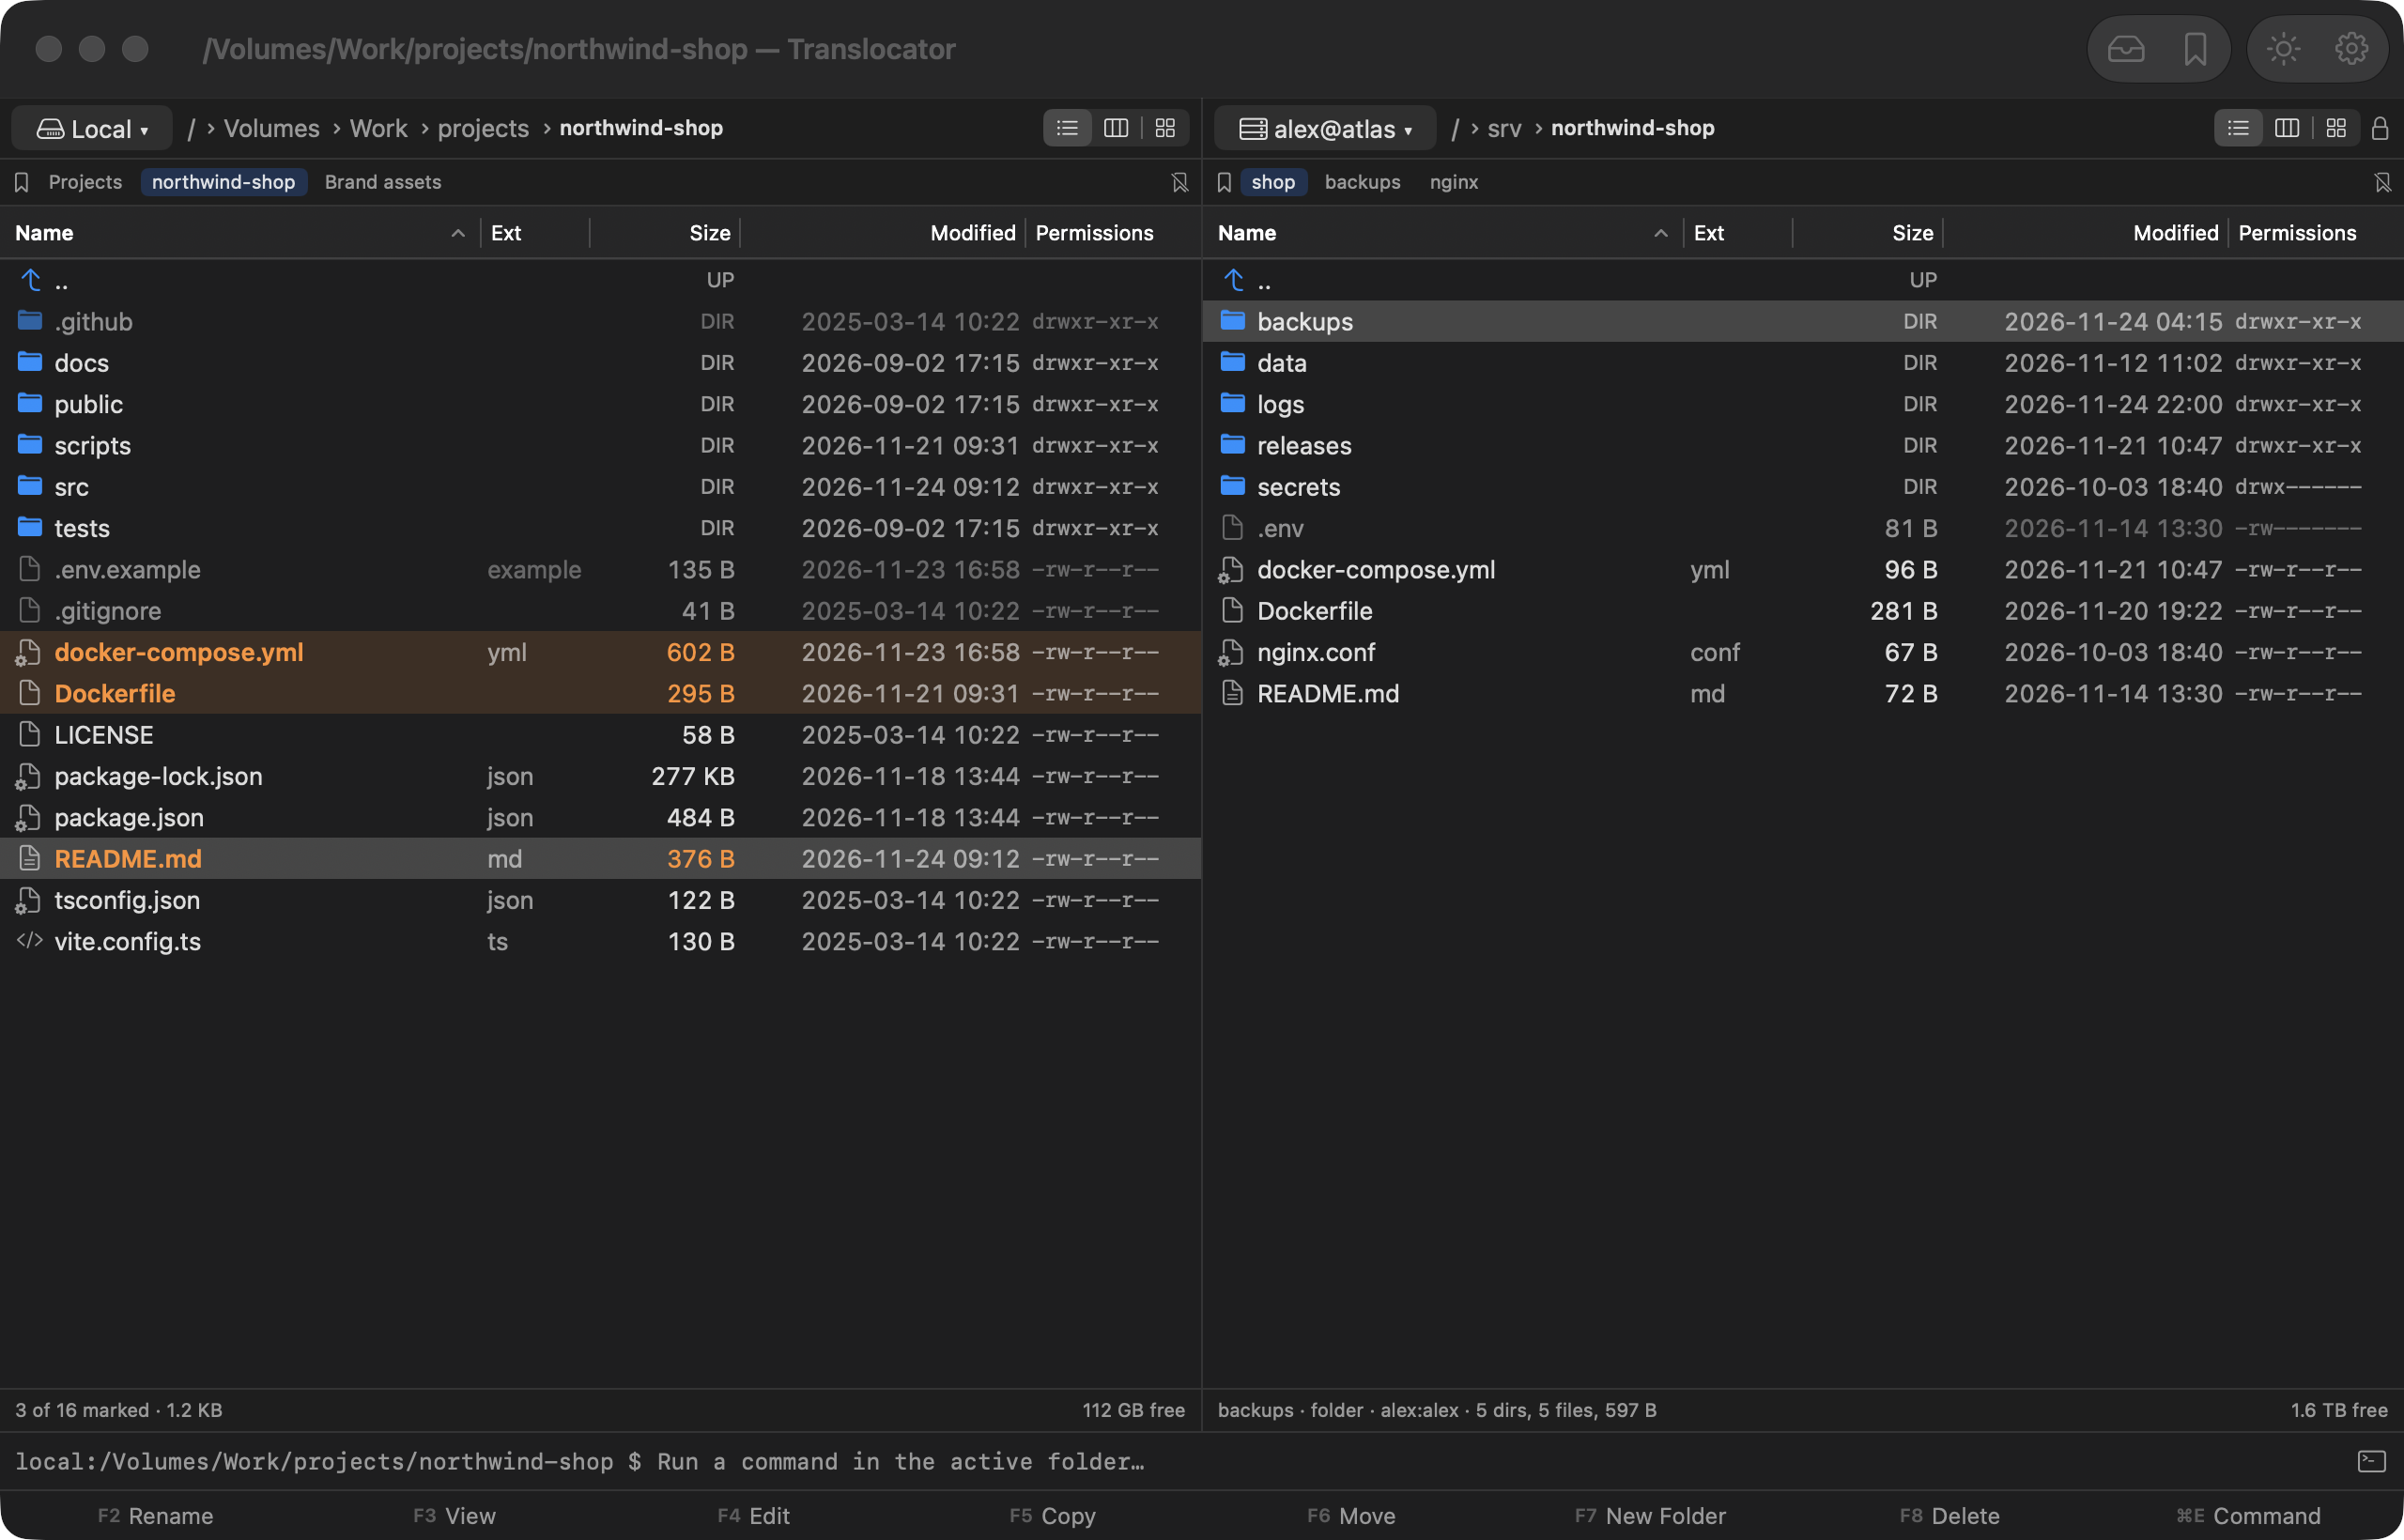 /Volumes/Work/projects/northwind-shop — Translocator
Local ▾ / › Volumes › Work › projects › northwind-shop
Projects northwind-shop Brand assets
Name Ext Size Modified Permissions
.. UP
.github DIR 2025-03-14 10:22 drwxr-xr-x
docs DIR 2026-09-02 17:15 drwxr-xr-x
public DIR 2026-09-02 17:15 drwxr-xr-x
scripts DIR 2026-11-21 09:31 drwxr-xr-x
src DIR 2026-11-24 09:12 drwxr-xr-x
tests DIR 2026-09-02 17:15 drwxr-xr-x
.env.example example 135 B 2026-11-23 16:58 -rw-r--r--
.gitignore 41 B 2025-03-14 10:22 -rw-r--r--
docker-compose.yml yml 602 B 2026-11-23 16:58 -rw-r--r--
Dockerfile 295 B 2026-11-21 09:31 -rw-r--r--
LICENSE 58 B 2025-03-14 10:22 -rw-r--r--
package-lock.json json 277 KB 2026-11-18 13:44 -rw-r--r--
package.json json 484 B 2026-11-18 13:44 -rw-r--r--
README.md md 376 B 2026-11-24 09:12 -rw-r--r--
tsconfig.json json 122 B 2025-03-14 10:22 -rw-r--r--
vite.config.ts ts 130 B 2025-03-14 10:22 -rw-r--r--
3 of 16 marked · 1.2 KB 112 GB free
alex@atlas ▾ / › srv › northwind-shop
shop backups nginx
Name Ext Size Modified Permissions
.. UP
backups DIR 2026-11-24 04:15 drwxr-xr-x
data DIR 2026-11-12 11:02 drwxr-xr-x
logs DIR 2026-11-24 22:00 drwxr-xr-x
releases DIR 2026-11-21 10:47 drwxr-xr-x
secrets DIR 2026-10-03 18:40 drwx------
.env 81 B 2026-11-14 13:30 -rw-------
docker-compose.yml yml 96 B 2026-11-21 10:47 -rw-r--r--
Dockerfile 281 B 2026-11-20 19:22 -rw-r--r--
nginx.conf conf 67 B 2026-10-03 18:40 -rw-r--r--
README.md md 72 B 2026-11-14 13:30 -rw-r--r--
backups · folder · alex:alex · 5 dirs, 5 files, 597 B 1.6 TB free
local:/Volumes/Work/projects/northwind-shop $ Run a command in the active folder…
F2 Rename F3 View F4 Edit F5 Copy F6 Move F7 New Folder F8 Delete ⌘E Command